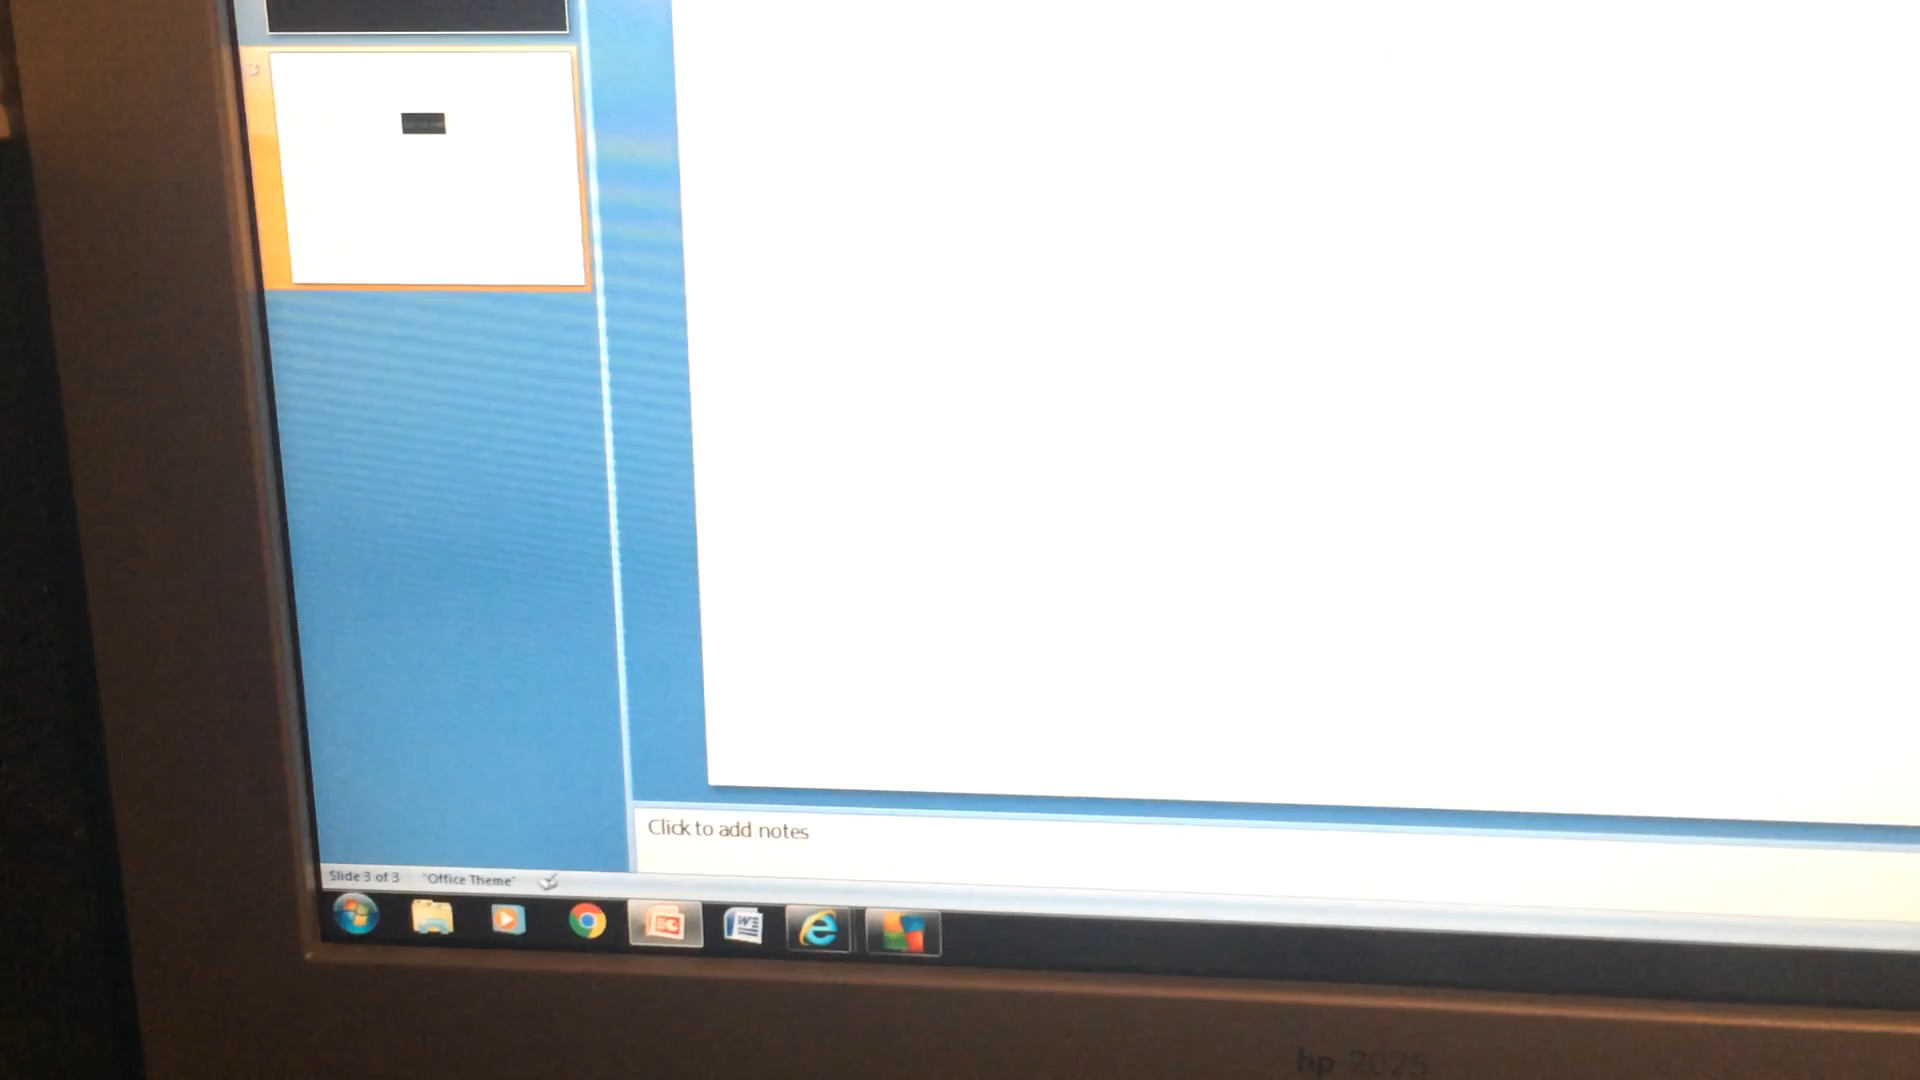 Click to add notes
Slide 3 of 3 "Office Theme"
hp 2025